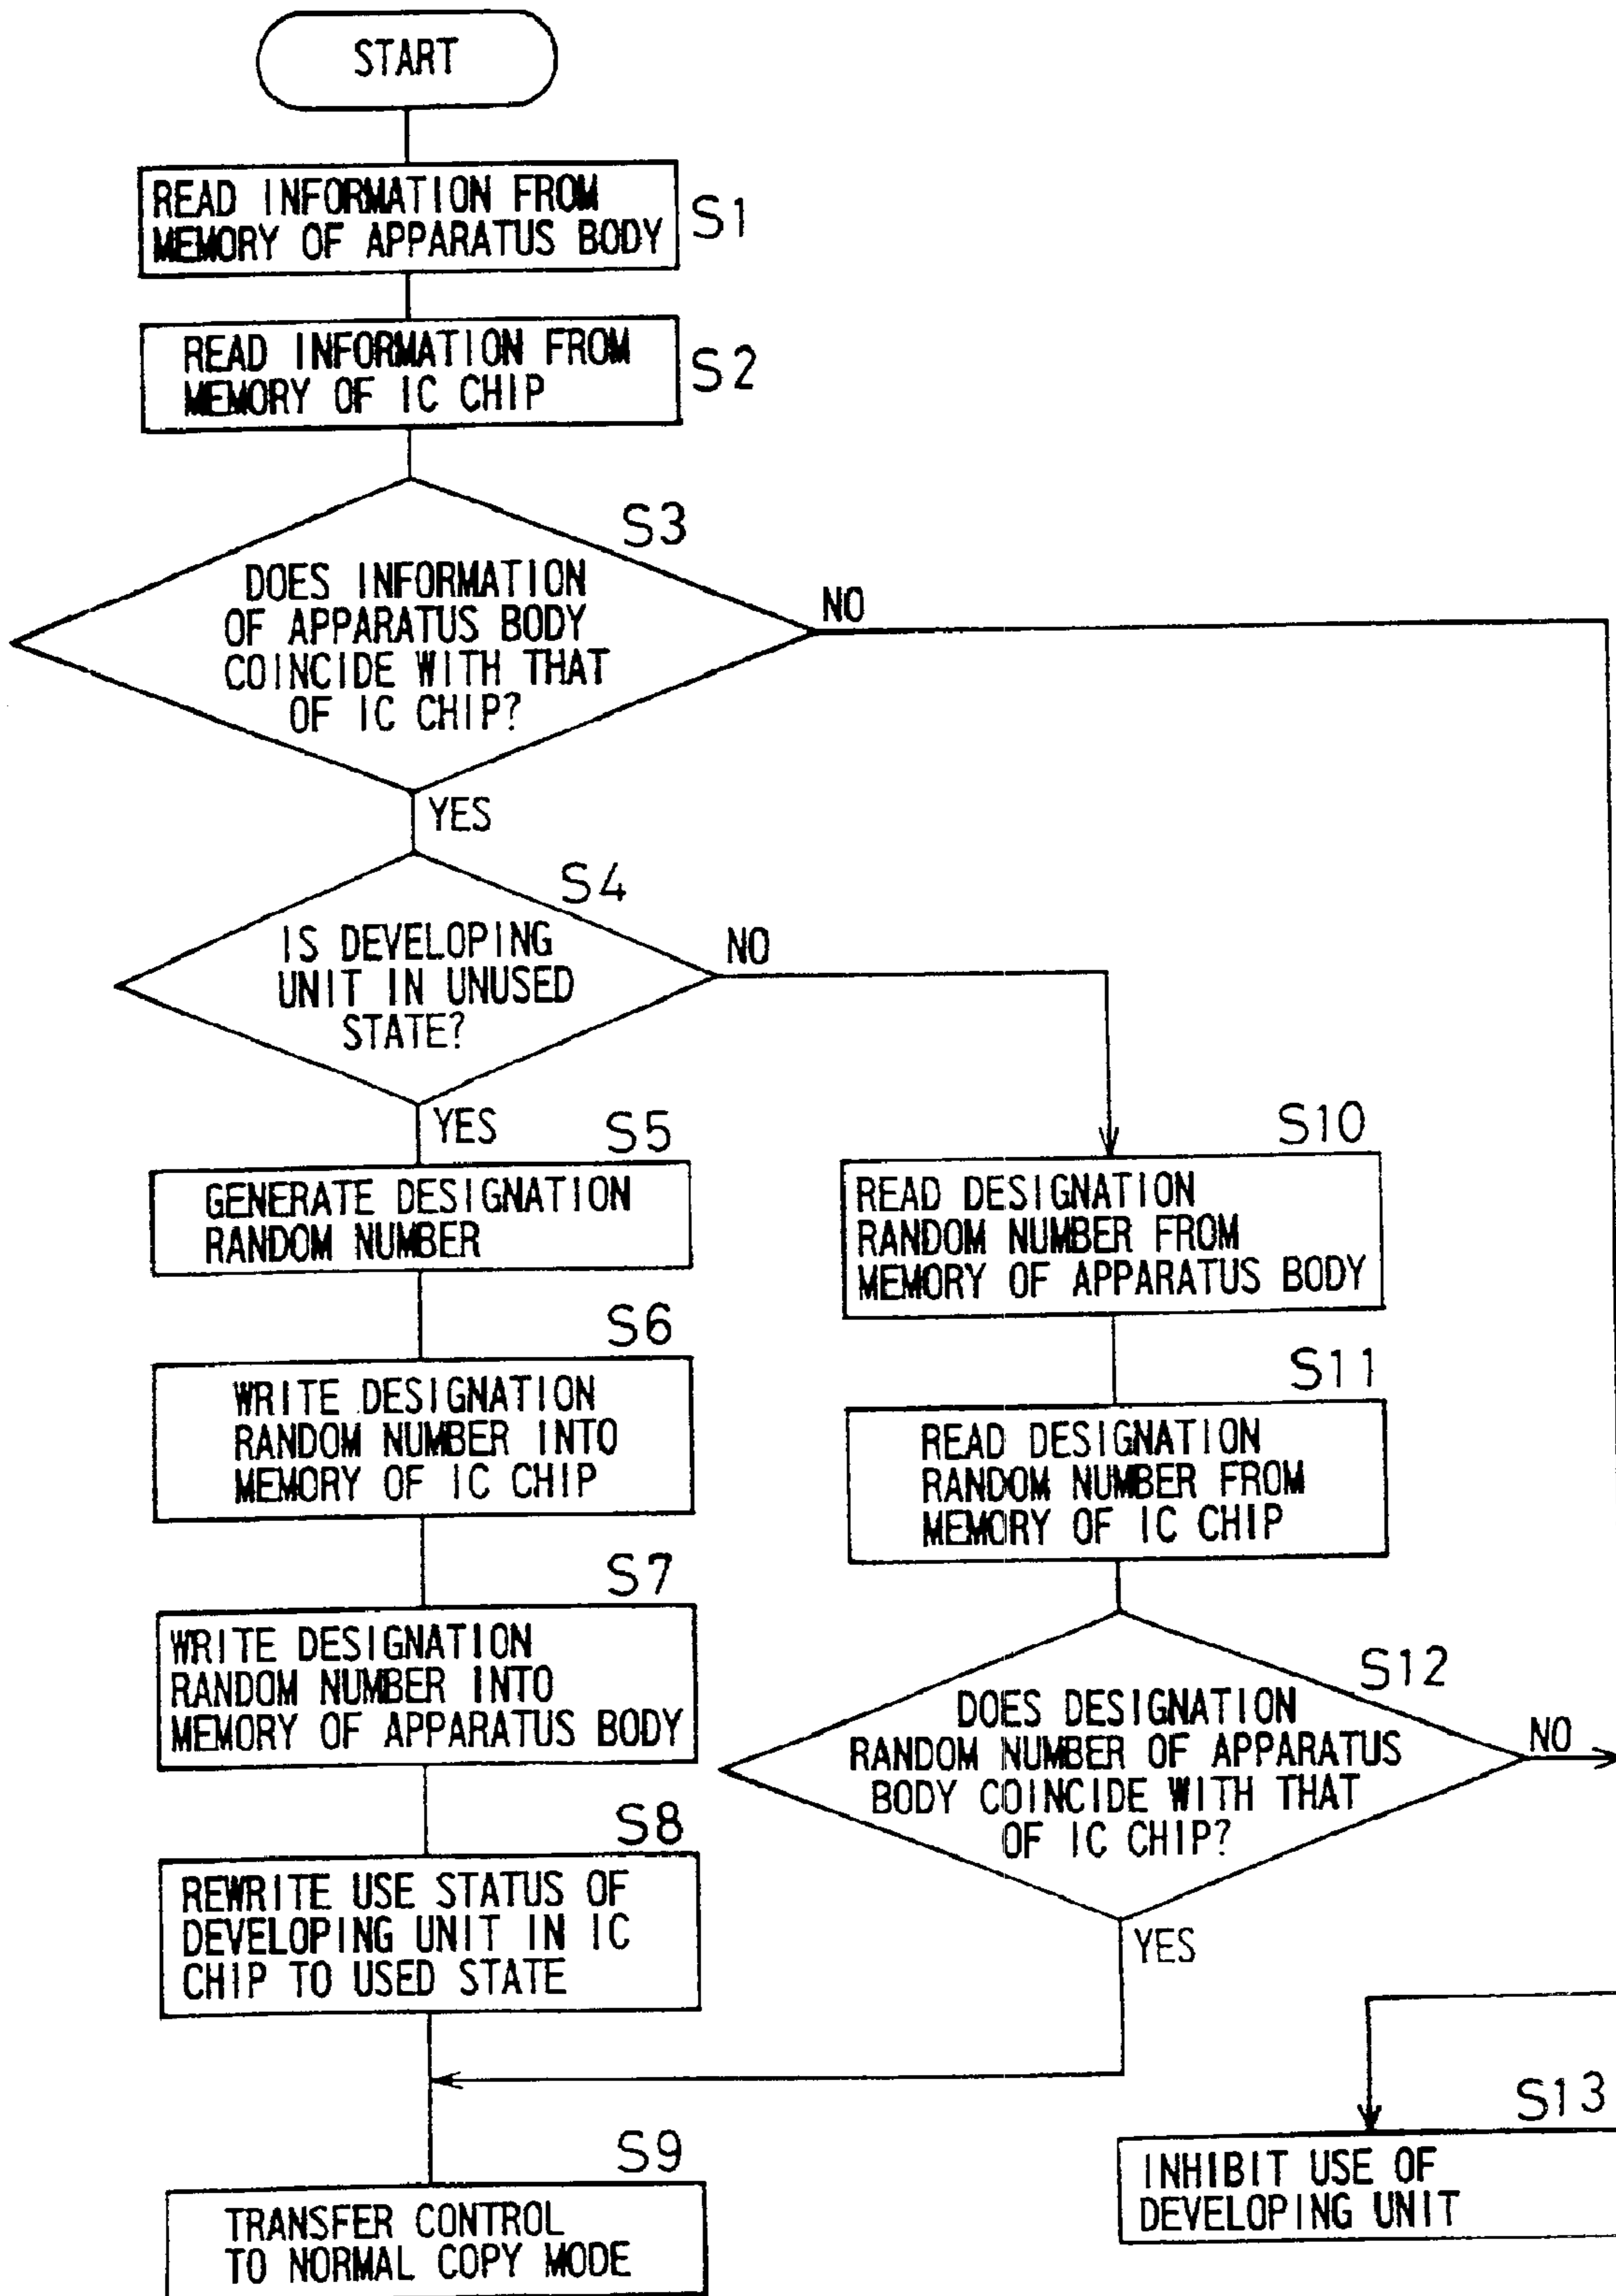 START
READ INFORMATION FROM
MEMORY OF APPARATUS BODY
S1
READ INFORMATION FROM
MEMORY OF IC CHIP
S2
S3
DOES INFORMATION
OF APPARATUS BODY
COINCIDE WITH THAT
OF IC CHIP?
NO
YES
S4
IS DEVELOPING
UNIT IN UNUSED
STATE?
NO
YES
S5
GENERATE DESIGNATION
RANDOM NUMBER
S6
WRITE DESIGNATION
RANDOM NUMBER INTO
MEMORY OF IC CHIP
S7
WRITE DESIGNATION
RANDOM NUMBER INTO
MEMORY OF APPARATUS BODY
S8
REWRITE USE STATUS OF
DEVELOPING UNIT IN IC
CHIP TO USED STATE
S9
TRANSFER CONTROL
TO NORMAL COPY MODE
S10
READ DESIGNATION
RANDOM NUMBER FROM
MEMORY OF APPARATUS BODY
S11
READ DESIGNATION
RANDOM NUMBER FROM
MEMORY OF IC CHIP
S12
DOES DESIGNATION
RANDOM NUMBER OF APPARATUS
BODY COINCIDE WITH THAT
OF IC CHIP?
NO
YES
S13
INHIBIT USE OF
DEVELOPING UNIT